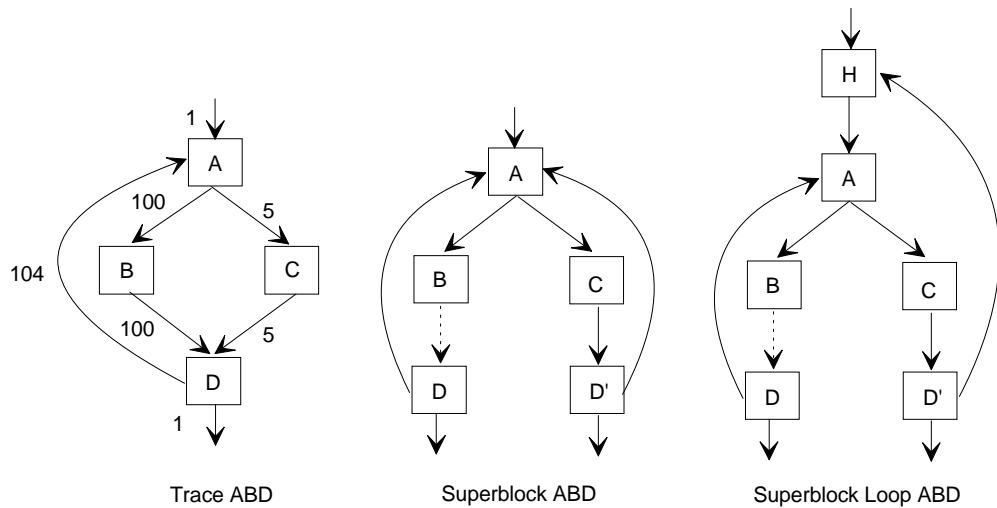 1
A
100
5
104
B
C
100
5
D
1
Trace ABD
A
B
C
D
D'
Superblock ABD
H
A
B
C
D
D'
Superblock Loop ABD